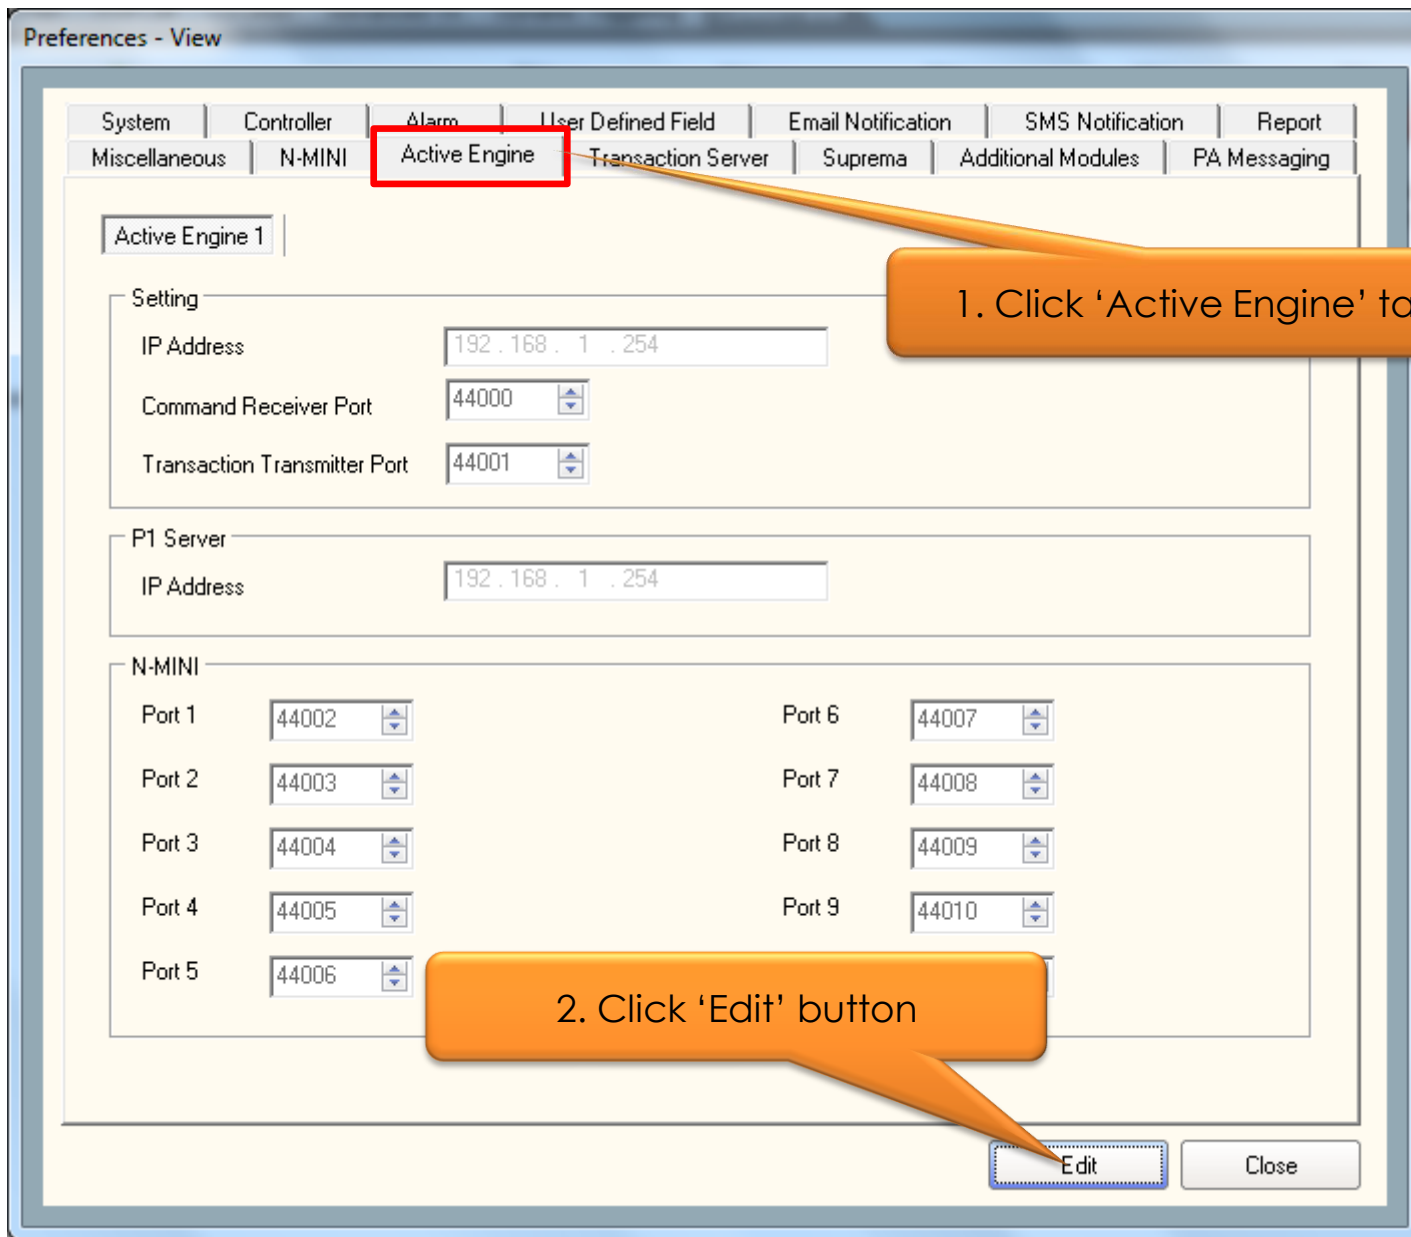 Preferences - View
System Controller Alarm User Defined Field Email Notification SMS Notification Report
Miscellaneous N-MINI Active Engine Transaction Server Suprema Additional Modules PA Messaging
Active Engine 1
1. Click ‘Active Engine’
Setting
IP Address 192 . 168 . 1 . 254
Command Receiver Port 44000
Transaction Transmitter Port 44001
P1 Server
IP Address 192 . 168 . 1 . 254
N-MINI
Port 1 44002 Port 6 44007
Port 2 44003 Port 7 44008
Port 3 44004 Port 8 44009
Port 4 44005 Port 9 44010
Port 5 44006
2. Click ‘Edit’ button
Edit Close